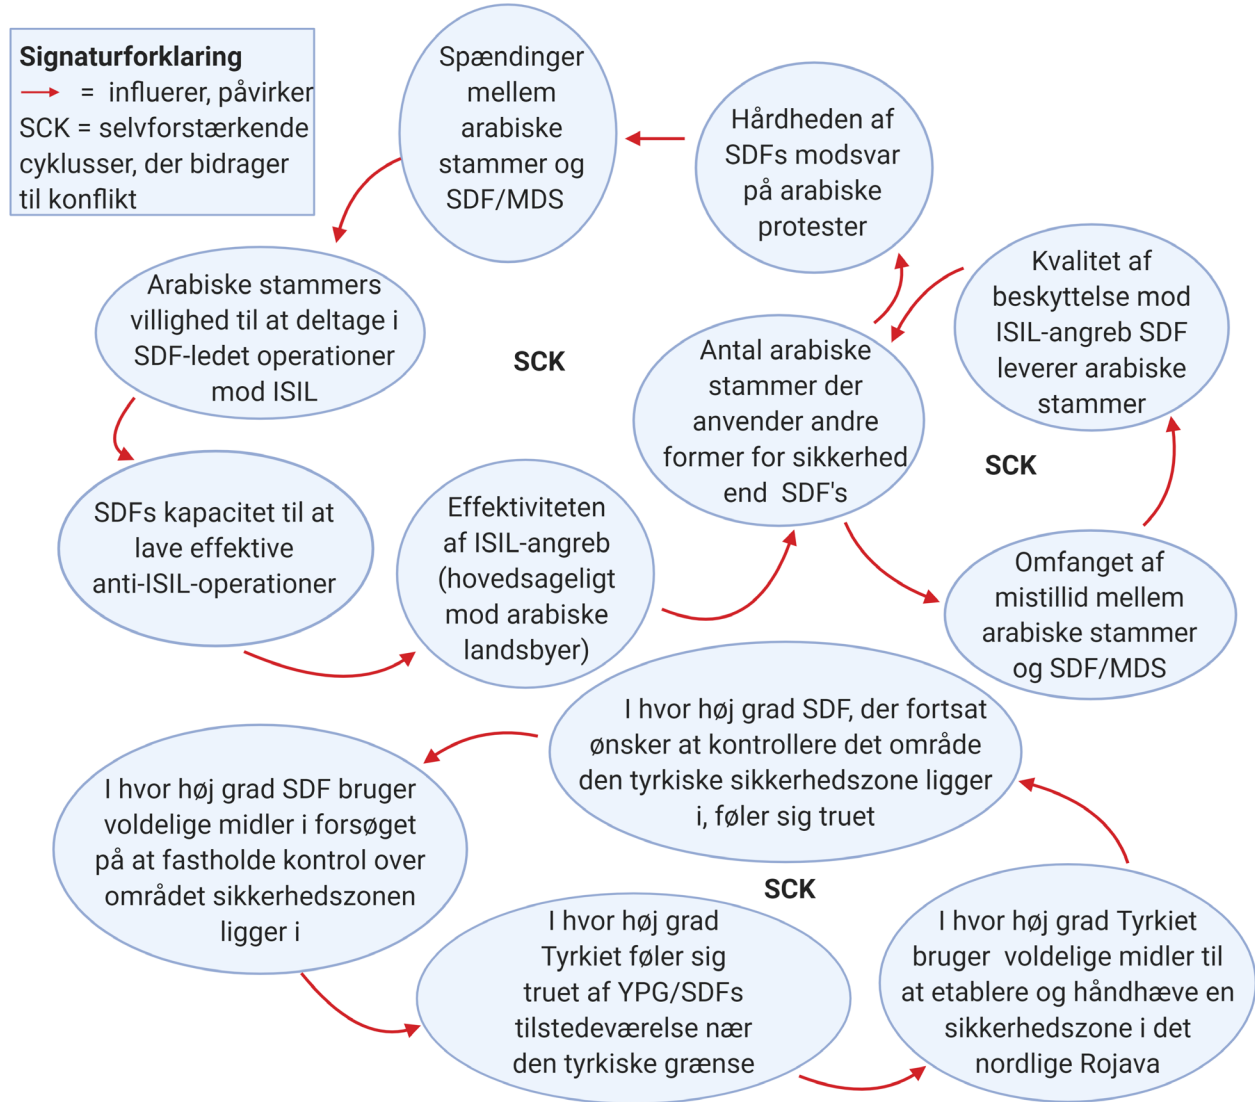 Signaturforklaring
= influerer, påvirker
SCK = selvforstærkende
cyklusser, der bidrager
til konflikt
Spændinger
mellem
arabiske
stammer og
SDF/MDS
Hårdheden af
SDFs modsvar
på arabiske
protester
Kvalitet af
beskyttelse mod
ISIL-angreb SDF
leverer arabiske
stammer
Arabiske stammers
villighed til at deltage i
SDF-ledet operationer
mod ISIL
SCK
Antal arabiske
stammer der
anvender andre
former for sikkerhed
end SDF's
SCK
SDFs kapacitet til at
lave effektive
anti-ISIL-operationer
Effektiviteten
af ISIL-angreb
(hovedsageligt
mod arabiske
landsbyer)
Omfanget af
mistillid mellem
arabiske stammer
og SDF/MDS
I hvor høj grad SDF, der fortsat
ønsker at kontrollere det område
den tyrkiske sikkerhedszone ligger
i, føler sig truet
I hvor høj grad SDF bruger
voldelige midler i forsøget
på at fastholde kontrol over
området sikkerhedszonen
ligger i
SCK
I hvor høj grad
Tyrkiet føler sig
truet af YPG/SDFs
tilstedeværelse nær
den tyrkiske grænse
I hvor høj grad Tyrkiet
bruger voldelige midler til
at etablere og håndhæve en
sikkerhedszone i det
nordlige Rojava